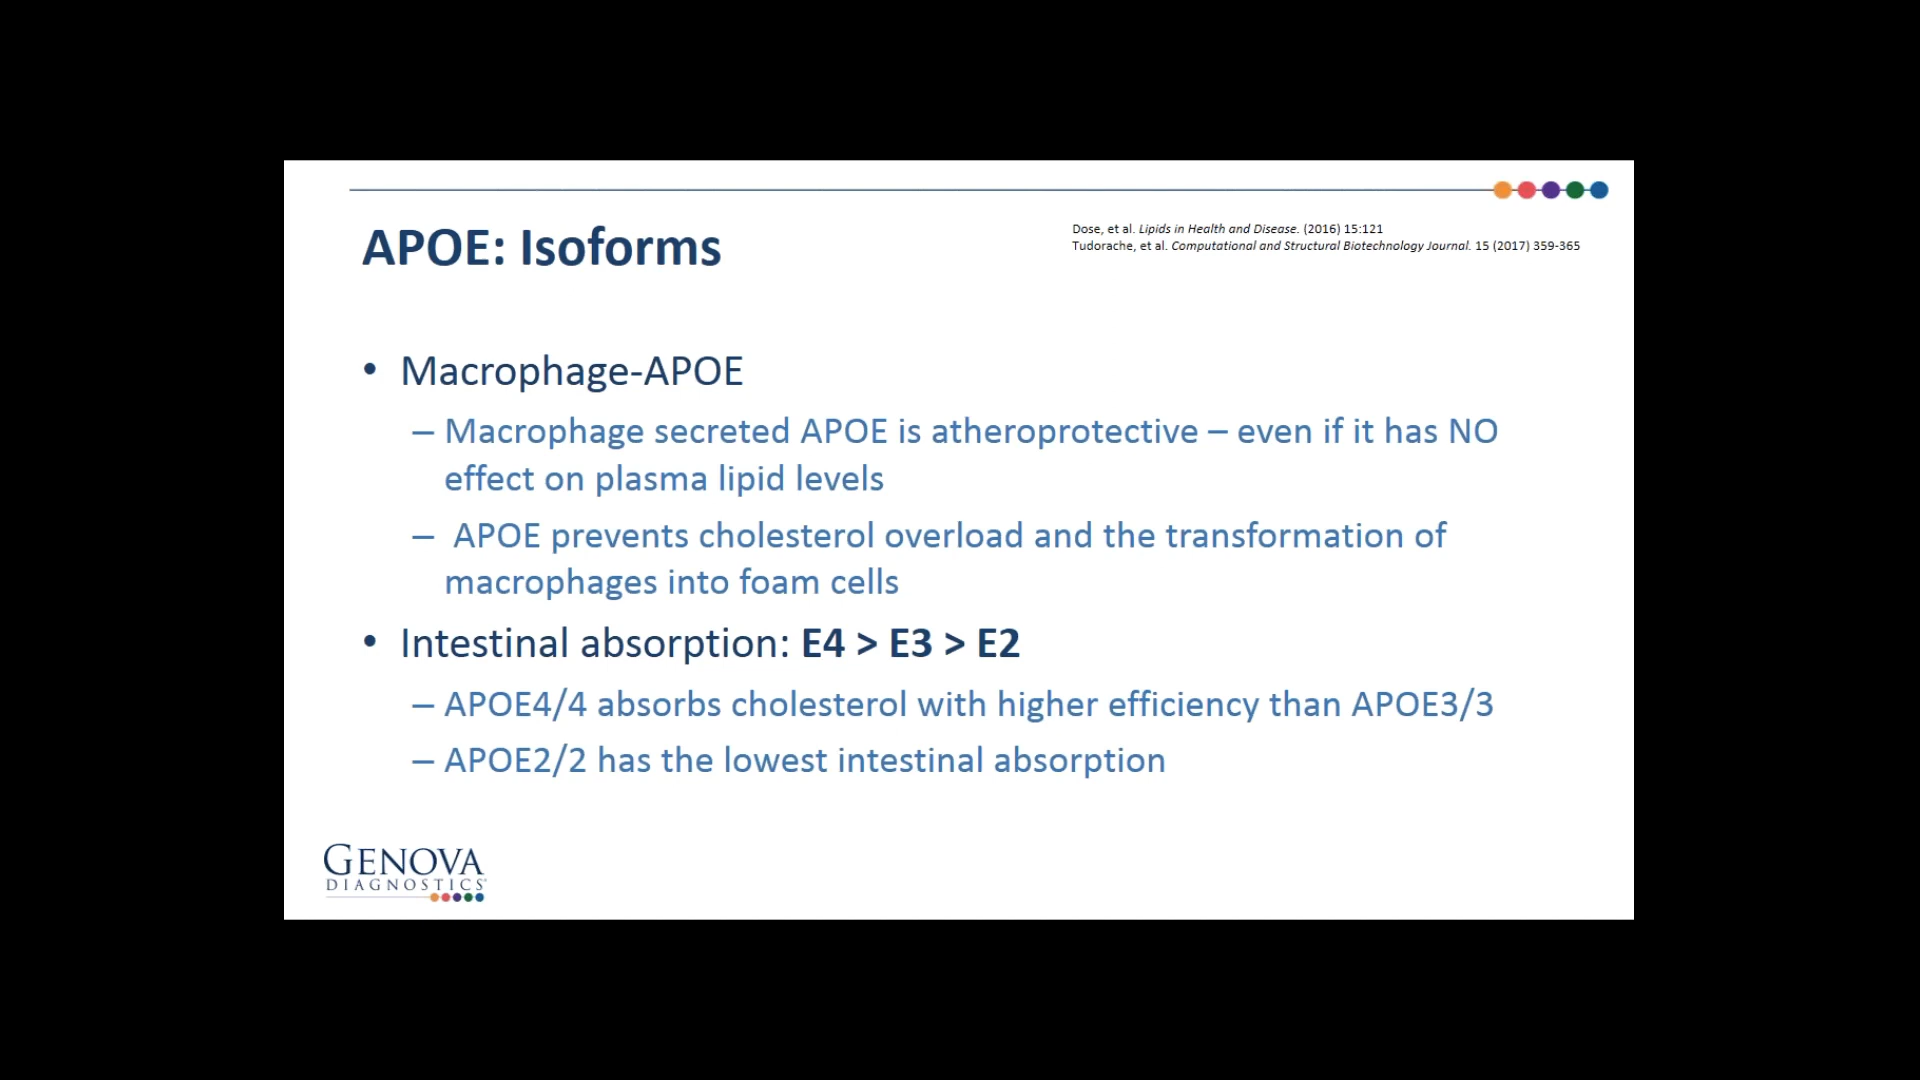 APOE: Isoforms
Dose, et al. Lipids in Health and Disease. (2016) 15:121
Tudorache, et al. Computational and Structural Biotechnology Journal. 15 (2017) 359-365
• Macrophage-APOE
– Macrophage secreted APOE is atheroprotective – even if it has NO
effect on plasma lipid levels
– APOE prevents cholesterol overload and the transformation of
macrophages into foam cells
• Intestinal absorption: E4 > E3 > E2
– APOE4/4 absorbs cholesterol with higher efficiency than APOE3/3
– APOE2/2 has the lowest intestinal absorption
GENOVA
DIAGNOSTICS